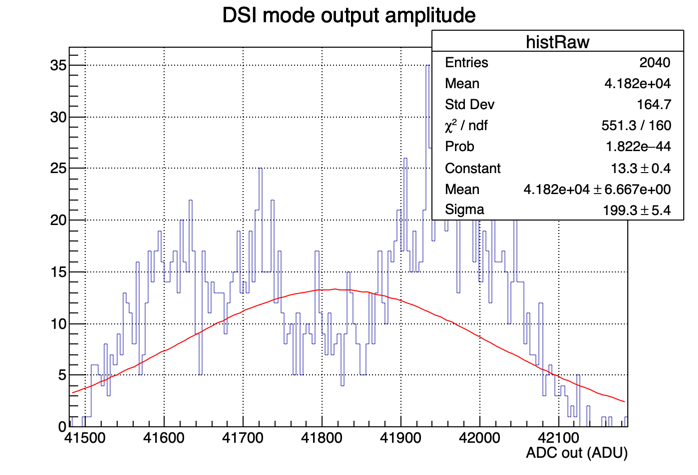 DSI mode output amplitude
histRaw
Entries 2040
Mean 4.182e+04
Std Dev 164.7
χ² / ndf 551.3 / 160
Prob 1.822e−44
Constant 13.3 ± 0.4
Mean 4.182e+04 ± 6.667e+00
Sigma 199.3 ± 5.4
35
30
25
20
15
10
5
0
41500 41600 41700 41800 41900 42000 42100
ADC out (ADU)